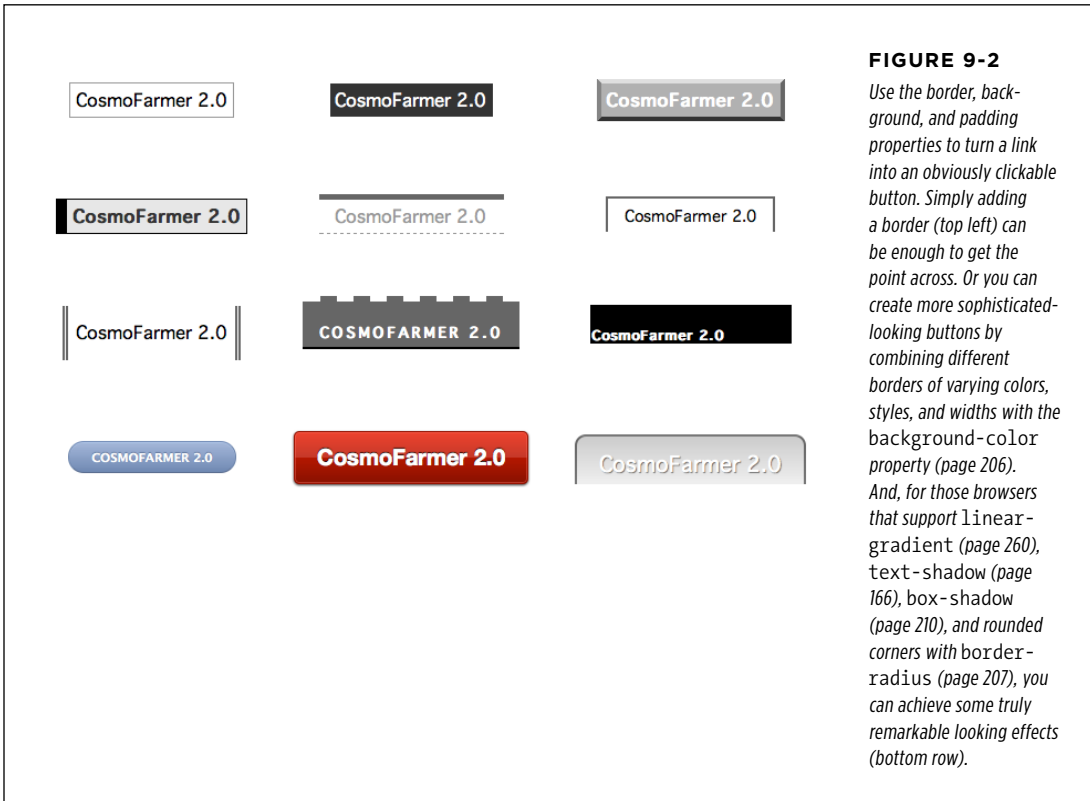 CosmoFarmer 2.0
CosmoFarmer 2.0
CosmoFarmer 2.0
CosmoFarmer 2.0
CosmoFarmer 2.0
CosmoFarmer 2.0
CosmoFarmer 2.0
COSMOFARMER 2.0
CosmoFarmer 2.0
COSMOFARMER 2.0
CosmoFarmer 2.0
CosmoFarmer 2.0
FIGURE 9-2
Use the border, back-
ground, and padding
properties to turn a link
into an obviously clickable
button. Simply adding
a border (top left) can
be enough to get the
point across. Or you can
create more sophisticated-
looking buttons by
combining different
borders of varying colors,
styles, and widths with the
background-color
property (page 206).
And, for those browsers
that support linear-
gradient (page 260),
text-shadow (page
166), box-shadow
(page 210), and rounded
corners with border-
radius (page 207), you
can achieve some truly
remarkable looking effects
(bottom row).